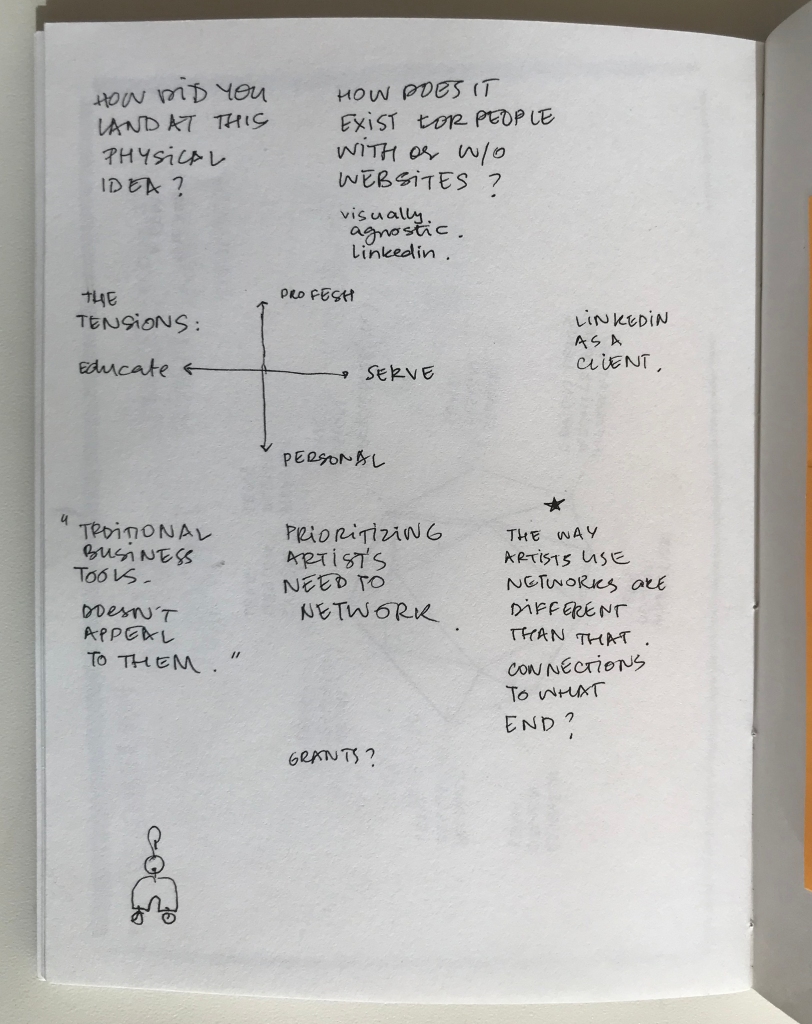 HOW DID YOU
LAND AT THIS
PHYSICAL
IDEA?
HOW DOES IT
EXIST FOR PEOPLE
WITH OR W/O
WEBSITES?
visually
agnostic.
linkedin.
THE
TENSIONS:
PROFESH
Educate
SERVE
PERSONAL
LINKEDIN
AS A
CLIENT.
"TRDITIONAL
BUSINESS
TOOLS.
DOESN'T
APPEAL
TO THEM."
PRIORITIZING
ARTIST'S
NEED TO
NETWORK.
GRANTS?
THE WAY
ARTISTS USE
NETWORKS ARE
DIFFERENT
THAN THAT.
CONNECTIONS
TO WHAT
END?